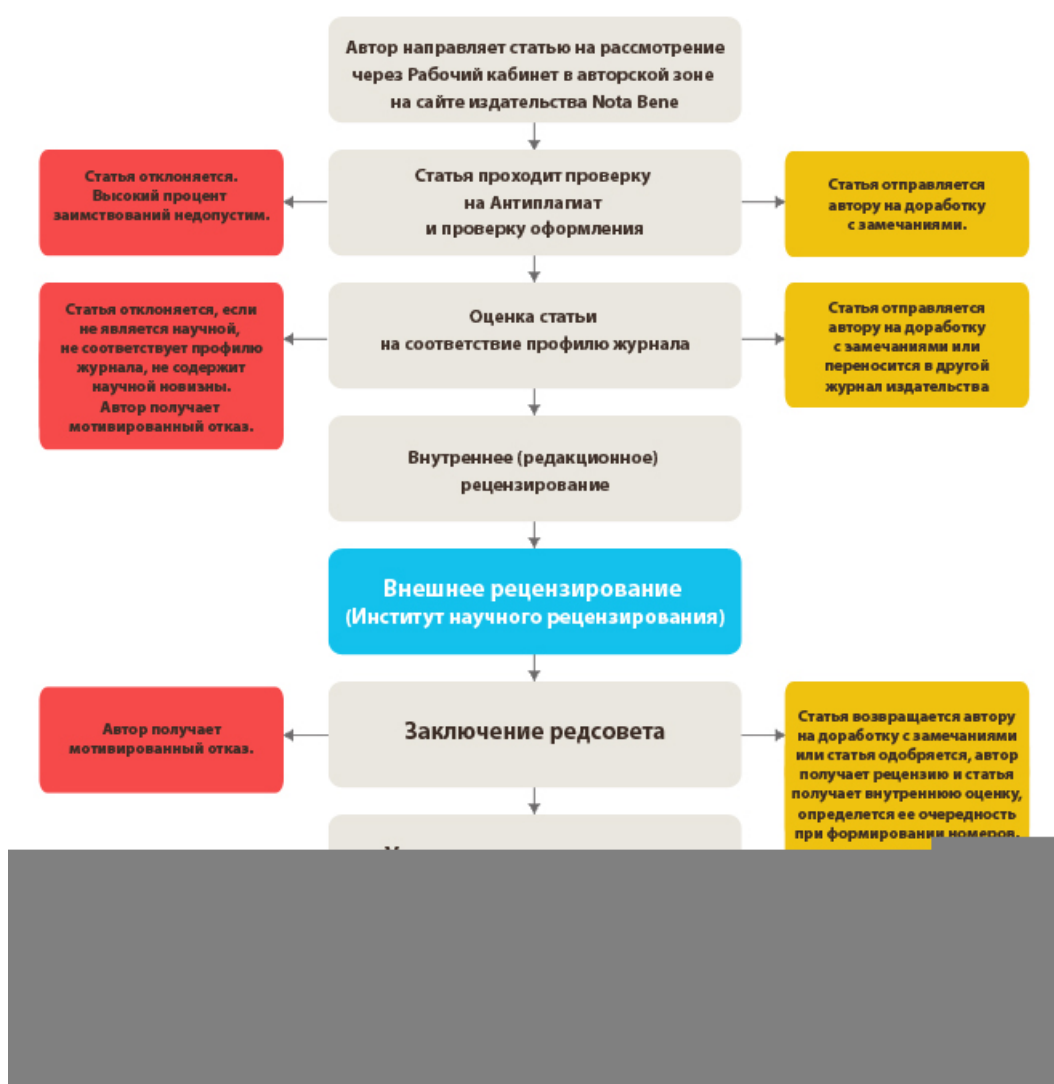 Автор направляет статью на рассмотрение
через Рабочий кабинет в авторской зоне
на сайте издательства Nota Bene
Статья отклоняется.
Высокий процент
заимствований недопустим.
Статья проходит проверку
на Антиплагиат
и проверку оформления
Статья отправляется
автору на доработку
с замечаниями.
Статья отклоняется, если
не является научной,
не соответствует профилю
журнала, не содержит
научной новизны.
Автор получает
мотивированный отказ.
Оценка статьи
на соответствие профилю журнала
Статья отправляется
автору на доработку
с замечаниями или
переносится в другой
журнал издательства
Внутреннее (редакционное)
рецензирование
Внешнее рецензирование
(Институт научного рецензирования)
Автор получает
мотивированный отказ.
Заключение редсовета
Статья возвращается автору
на доработку с замечаниями
или статья одобряется, автор
получает рецензию и статья
получает внутреннюю оценку,
определется ее очередность
при формировании номеров.